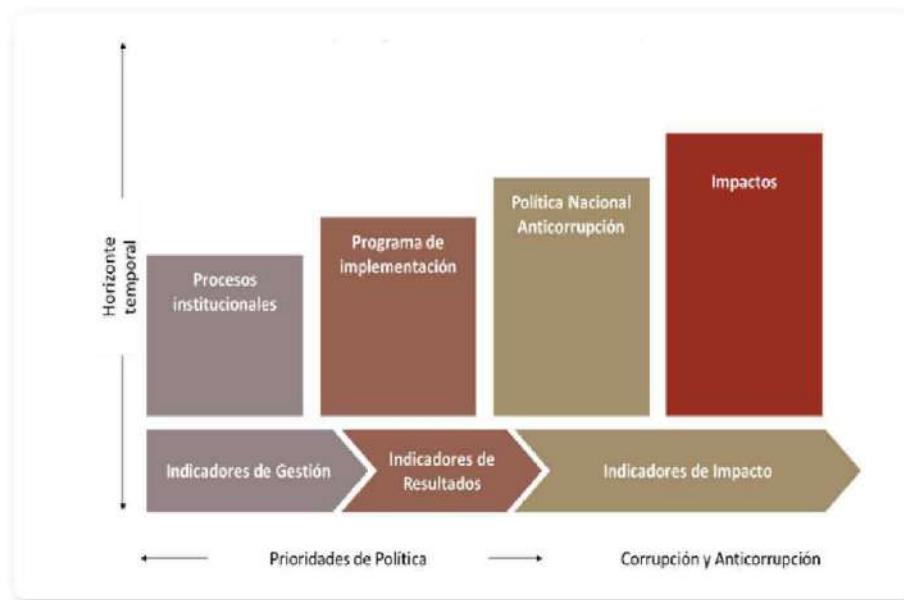 Horizonte
temporal
Procesos
institucionales
Programa de
implementación
Política Nacional
Anticorrupción
Impactos
Indicadores de Gestión
Indicadores de
Resultados
Indicadores de Impacto
Prioridades de Política
Corrupción y Anticorrupción